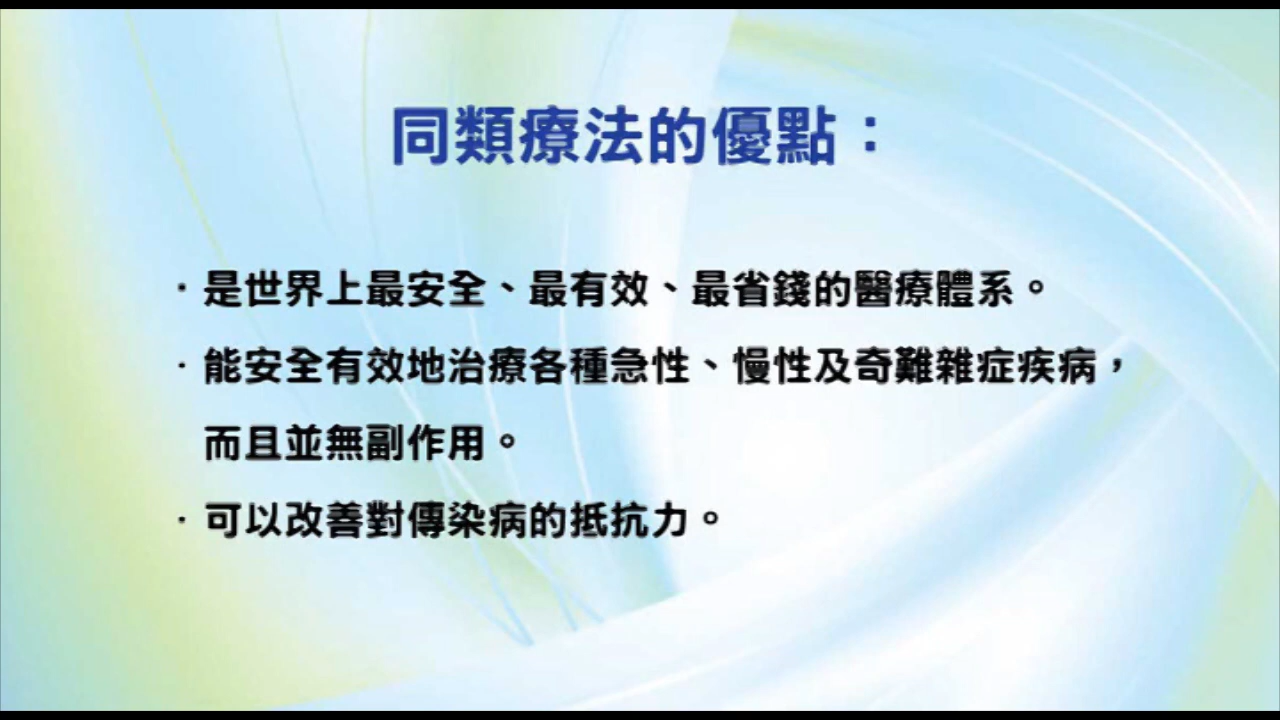 同類療法的優點：
·是世界上最安全、最有效、最省錢的醫療體系。
·能安全有效地治療各種急性、慢性及奇難雜症疾病，
而且並無副作用。
·可以改善對傳染病的抵抗力。